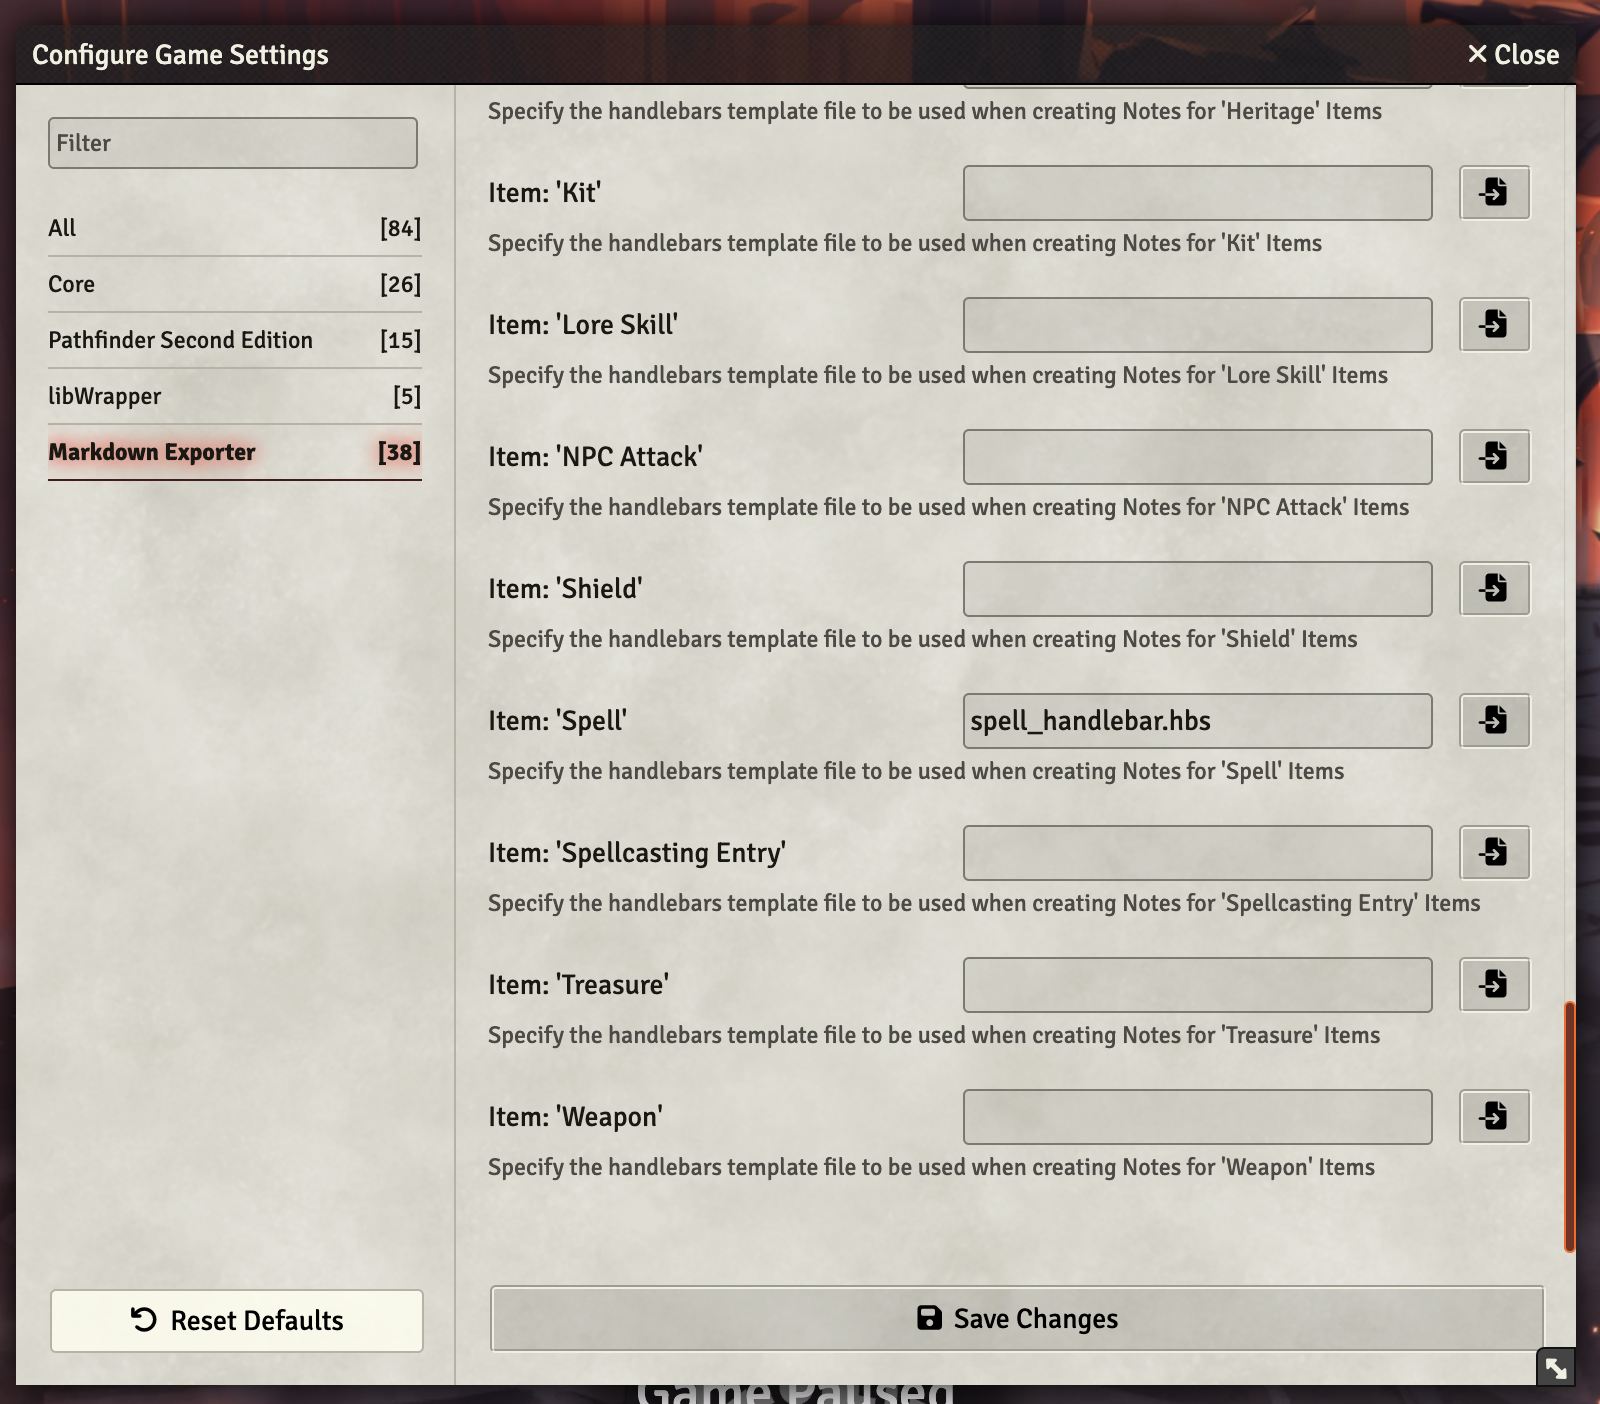 Configure Game Settings
Close
Filter
All [84]
Core [26]
Pathfinder Second Edition [15]
libWrapper [5]
Markdown Exporter [38]
Specify the handlebars template file to be used when creating Notes for 'Heritage' Items
Item: 'Kit'
Specify the handlebars template file to be used when creating Notes for 'Kit' Items
Item: 'Lore Skill'
Specify the handlebars template file to be used when creating Notes for 'Lore Skill' Items
Item: 'NPC Attack'
Specify the handlebars template file to be used when creating Notes for 'NPC Attack' Items
Item: 'Shield'
Specify the handlebars template file to be used when creating Notes for 'Shield' Items
Item: 'Spell' spell_handlebar.hbs
Specify the handlebars template file to be used when creating Notes for 'Spell' Items
Item: 'Spellcasting Entry'
Specify the handlebars template file to be used when creating Notes for 'Spellcasting Entry' Items
Item: 'Treasure'
Specify the handlebars template file to be used when creating Notes for 'Treasure' Items
Item: 'Weapon'
Specify the handlebars template file to be used when creating Notes for 'Weapon' Items
Reset Defaults
Save Changes
Game Paused